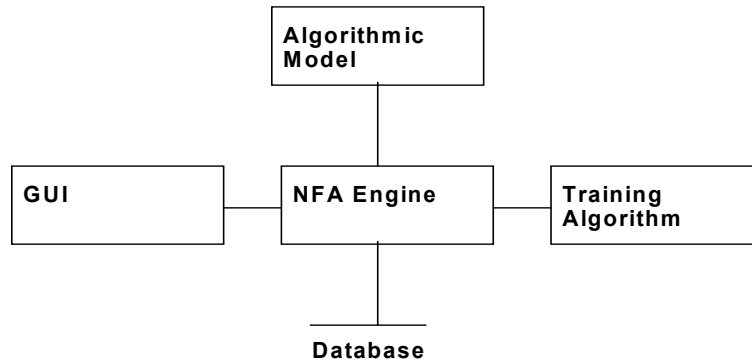 Algorithmic
Model
GUI
NFA Engine
Training
Algorithm
Database